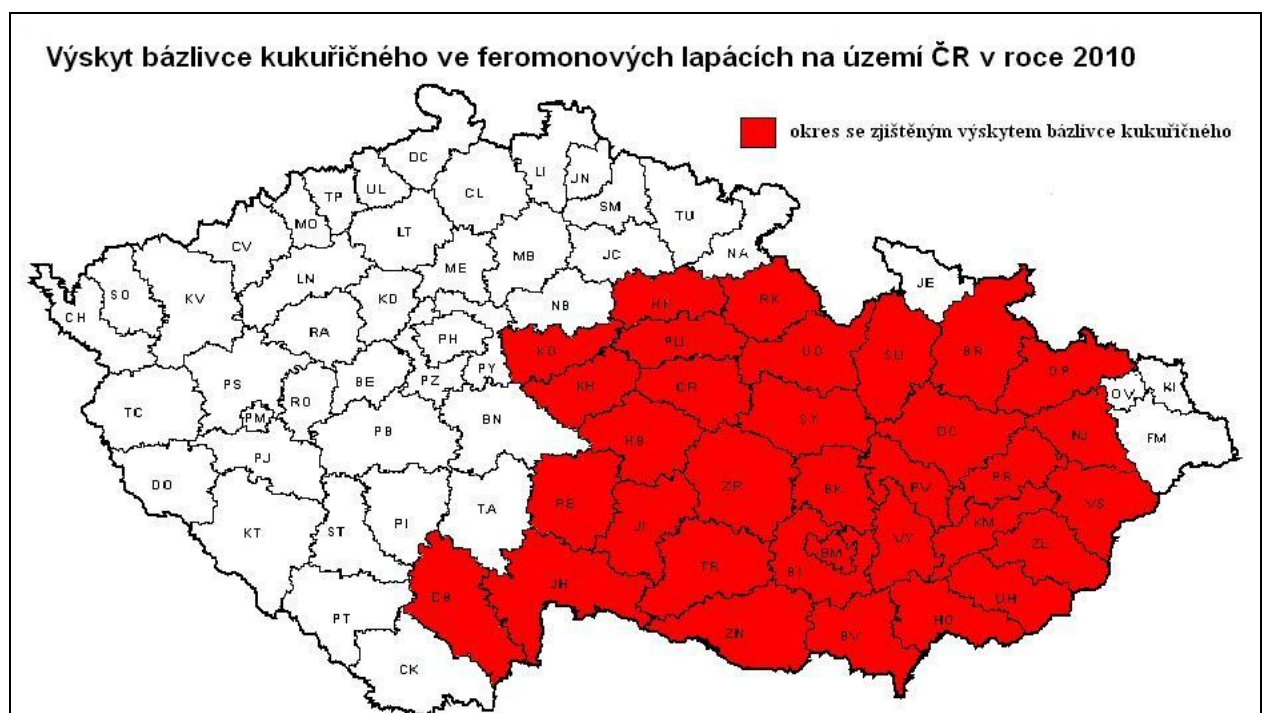 Výskyt bázlivce kukuřičného ve feromonových lapácích na území ČR v roce 2010
okres se zjištěným výskytem bázlivce kukuřičného
DC
LI
JN
UL
CL
TP
SM
MO
TU
CV
LT
MB
JC
NA
ME
JE
LN
SO
KV
KD
NB
CH
HK
RK
RA
PH
KO
PU
UO
SU
BR
OP
PY
BE
PZ
KH
CR
OV
KI
PS
RO
TC
PM
BN
SY
OC
NJ
FM
PB
HB
PJ
DO
ZR
BK
PV
PR
VS
PE
TA
JI
KM
KT
ST
PI
VY
ZL
BM
TR
BI
CB
JH
UH
HO
PT
ZN
BV
CK